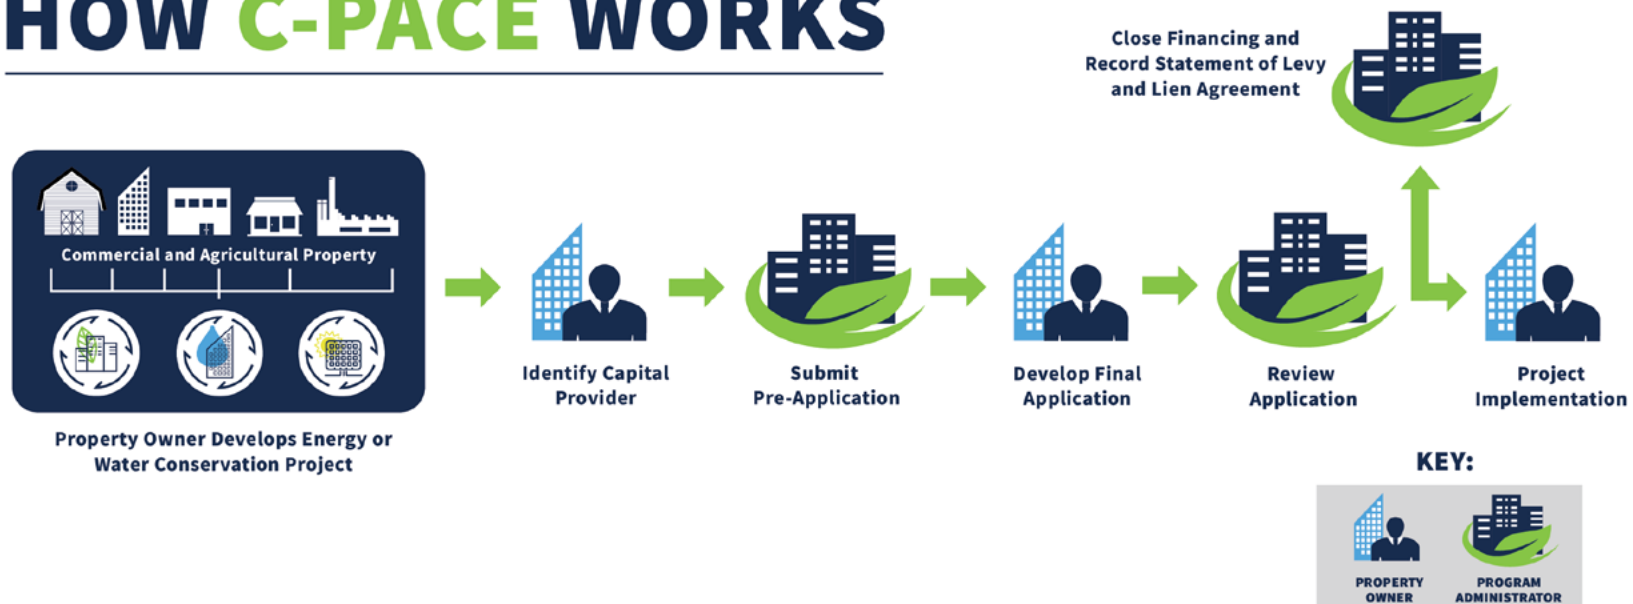 HOW C-PACE WORKS
Close Financing and
Record Statement of Levy
and Lien Agreement
Commercial and Agricultural Property
Property Owner Develops Energy or
Water Conservation Project
Identify Capital
Provider
Submit
Pre-Application
Develop Final
Application
Review
Application
Project
Implementation
KEY:
PROPERTY
OWNER
PROGRAM
ADMINISTRATOR